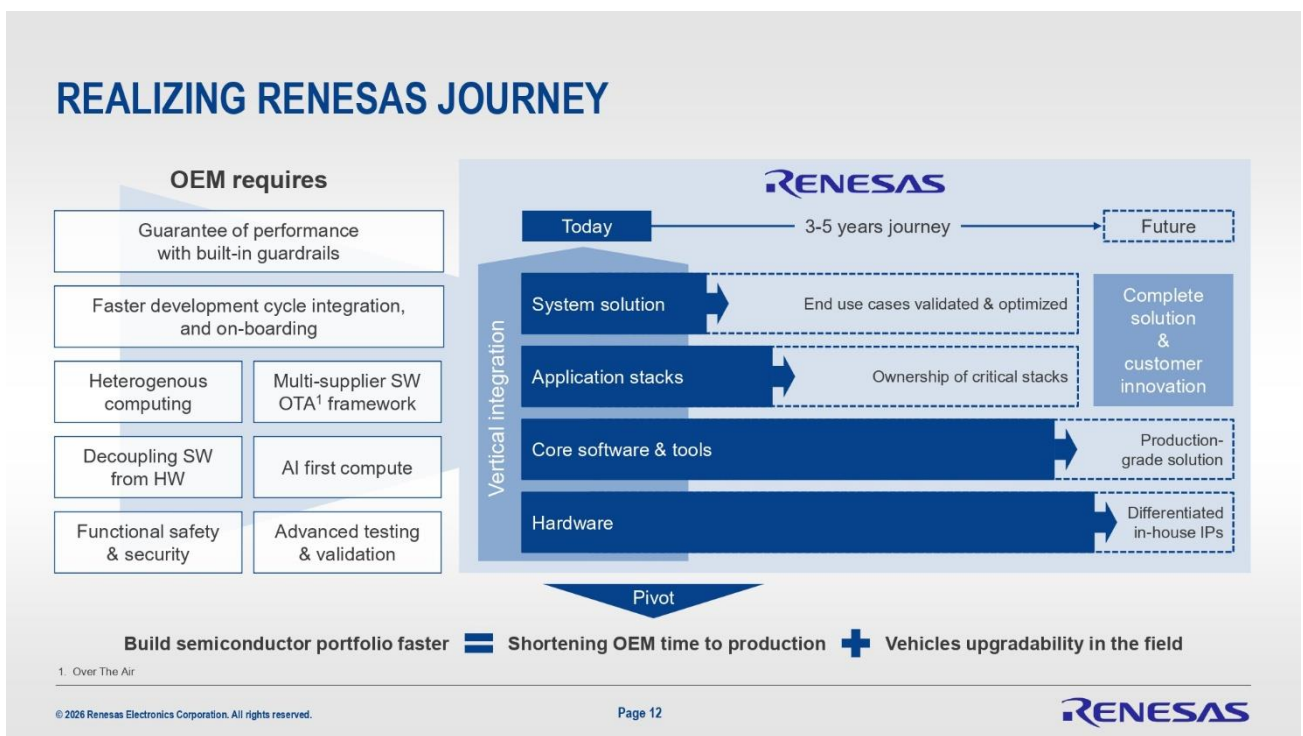 REALIZING RENESAS JOURNEY
OEM requires
Guarantee of performance
with built-in guardrails
Faster development cycle integration,
and on-boarding
Heterogenous
computing
Multi-supplier SW
OTA¹ framework
Decoupling SW
from HW
AI first compute
Functional safety
& security
Advanced testing
& validation
RENESAS
Today
3-5 years journey
Future
Vertical integration
System solution
End use cases validated & optimized
Application stacks
Ownership of critical stacks
Complete
solution
&
customer
innovation
Core software & tools
Production-
grade solution
Hardware
Differentiated
in-house IPs
Pivot
Build semiconductor portfolio faster = Shortening OEM time to production + Vehicles upgradability in the field
1. Over The Air
© 2026 Renesas Electronics Corporation. All rights reserved.
Page 12
RENESAS